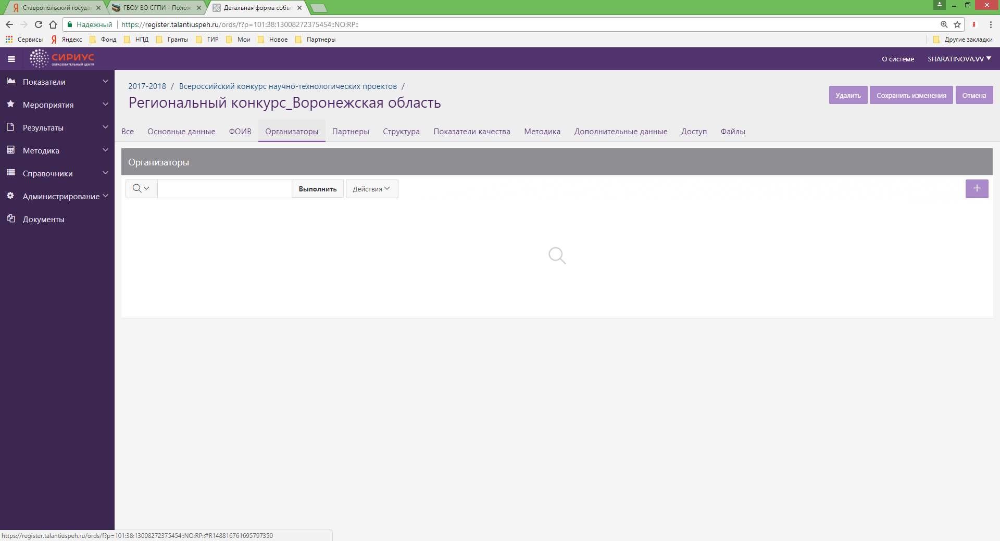 Ставропольский госуда
ГБОУ ВО СГПИ - Полож
Детальная форма собы
Надежный
https://register.talantiuspeh.ru/ords/f?p=101:38:13008272375454::NO:RP::
Сервисы Яндекс Фонд НПД Гранты ГИР Мои Новое Партнеры Другие закладки
СИРИУС
ОБРАЗОВАТЕЛЬНЫЙ ЦЕНТР
О системе SHARATINOVA.VV
Показатели
Мероприятия
Результаты
Методика
Справочники
Администрирование
Документы
2017-2018 / Всероссийский конкурс научно-технологических проектов /
Региональный конкурс_Воронежская область
Удалить Сохранить изменения Отмена
Все Основные данные ФОИВ Организаторы Партнеры Структура Показатели качества Методика Дополнительные данные Доступ Файлы
Организаторы
Выполнить Действия
https://register.talantiuspeh.ru/ords/f?p=101:38:13008272375454::NO:RP::#R148816761695797350